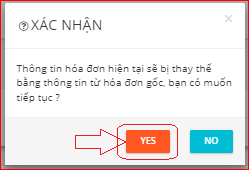 XÁC NHẬN
Thông tin hóa đơn hiện tại sẽ bị thay thế
bằng thông tin từ hóa đơn gốc, bạn có muốn
tiếp tục ?
YES NO